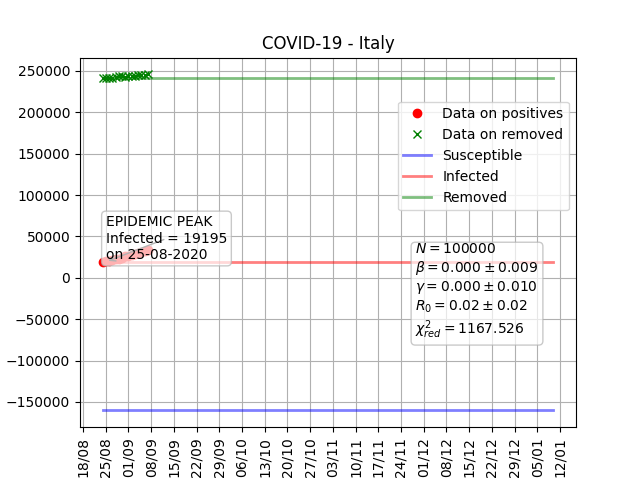 COVID-19 - Italy
250000
200000
150000
100000
50000
0
−50000
−100000
−150000
Data on positives
Data on removed
Susceptible
Infected
Removed
EPIDEMIC PEAK
Infected = 19195
on 25-08-2020
N = 100000
β = 0.000 ± 0.009
γ = 0.000 ± 0.010
R₀ = 0.02 ± 0.02
χ²_red = 1167.526
18/08
25/08
01/09
08/09
15/09
22/09
29/09
06/10
13/10
20/10
27/10
03/11
10/11
17/11
24/11
01/12
08/12
15/12
22/12
29/12
05/01
12/01